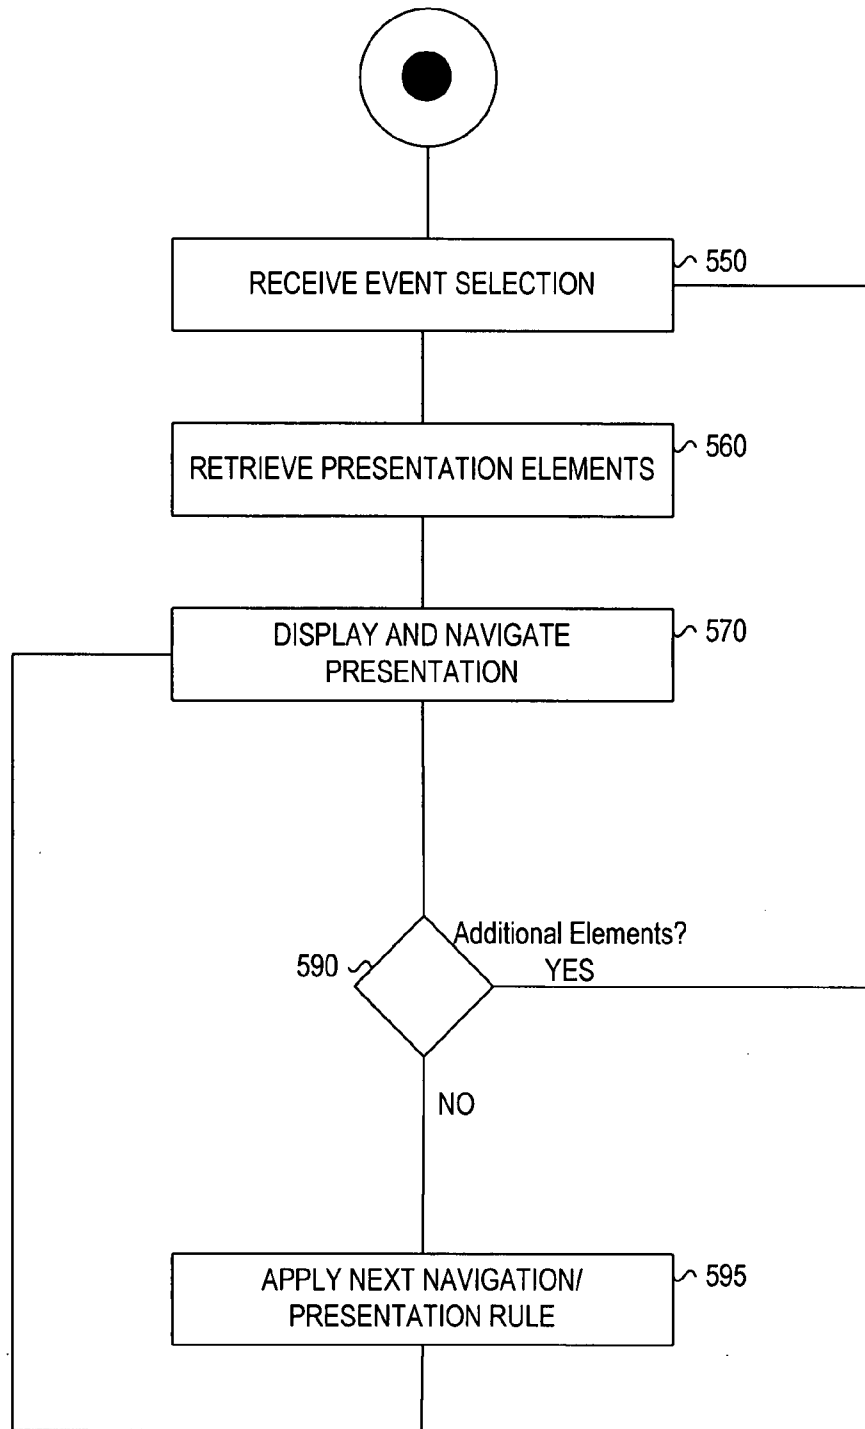 RECEIVE EVENT SELECTION
550
RETRIEVE PRESENTATION ELEMENTS
560
DISPLAY AND NAVIGATE
PRESENTATION
570
590
Additional Elements?
YES
NO
APPLY NEXT NAVIGATION/
PRESENTATION RULE
595